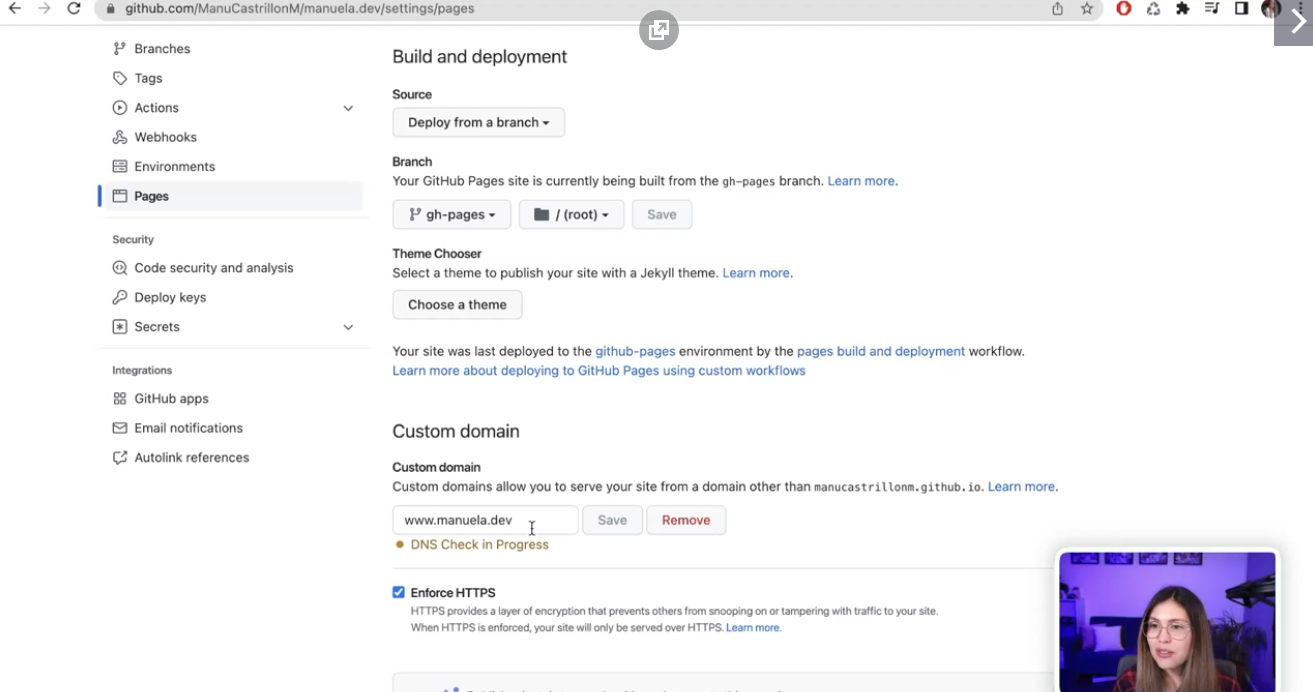 github.com/ManuCastrillonM/manuela.dev/settings/pages
Branches
Tags
Actions
Webhooks
Environments
Pages
Security
Code security and analysis
Deploy keys
Secrets
Integrations
GitHub apps
Email notifications
Autolink references
Build and deployment
Source
Deploy from a branch
Branch
Your GitHub Pages site is currently being built from the gh-pages branch. Learn more.
gh-pages / (root) Save
Theme Chooser
Select a theme to publish your site with a Jekyll theme. Learn more.
Choose a theme
Your site was last deployed to the github-pages environment by the pages build and deployment workflow.
Learn more about deploying to GitHub Pages using custom workflows
Custom domain
Custom domain
Custom domains allow you to serve your site from a domain other than manucastrillonm.github.io. Learn more.
www.manuela.dev Save Remove
DNS Check in Progress
Enforce HTTPS
HTTPS provides a layer of encryption that prevents others from snooping on or tampering with traffic to your site.
When HTTPS is enforced, your site will only be served over HTTPS. Learn more.